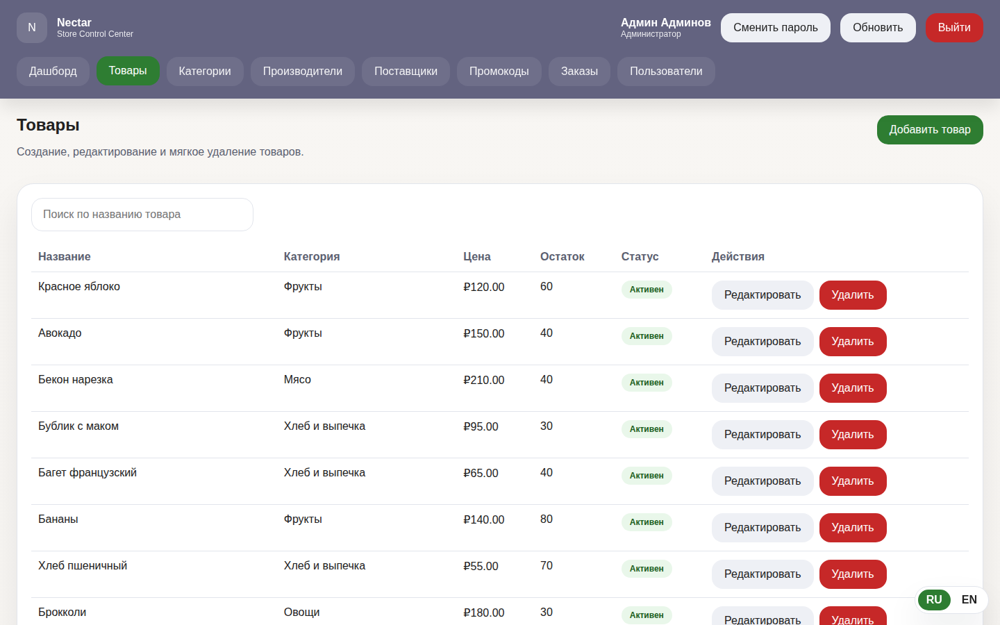 N
Nectar
Store Control Center
Админ Админов
Администратор
Сменить пароль
Обновить
Выйти
Дашборд
Товары
Категории
Производители
Поставщики
Промокоды
Заказы
Пользователи
Товары
Создание, редактирование и мягкое удаление товаров.
Добавить товар
Поиск по названию товара
Название Категория Цена Остаток Статус Действия
Красное яблоко Фрукты ₽120.00 60 Активен Редактировать Удалить
Авокадо Фрукты ₽150.00 40 Активен Редактировать Удалить
Бекон нарезка Мясо ₽210.00 40 Активен Редактировать Удалить
Бублик с маком Хлеб и выпечка ₽95.00 30 Активен Редактировать Удалить
Багет французский Хлеб и выпечка ₽65.00 40 Активен Редактировать Удалить
Бананы Фрукты ₽140.00 80 Активен Редактировать Удалить
Хлеб пшеничный Хлеб и выпечка ₽55.00 70 Активен Редактировать Удалить
Брокколи Овощи ₽180.00 30 Активен Редактировать Удалить
RU EN